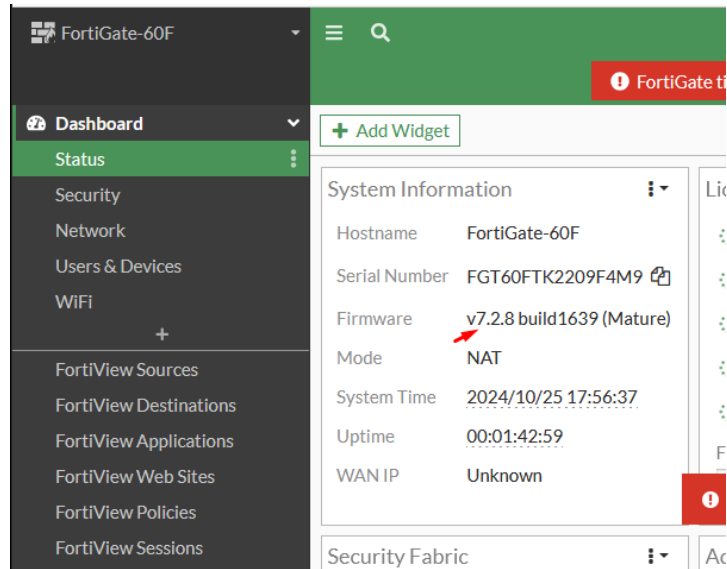 FortiGate-60F
FortiGate ti
Dashboard
Add Widget
Status
Security
Network
Users & Devices
WiFi
FortiView Sources
FortiView Destinations
FortiView Applications
FortiView Web Sites
FortiView Policies
FortiView Sessions
System Information
Hostname FortiGate-60F
Serial Number FGT60FTK2209F4M9
Firmware v7.2.8 build1639 (Mature)
Mode NAT
System Time 2024/10/25 17:56:37
Uptime 00:01:42:59
WAN IP Unknown
Security Fabric
Lic
F
Ac